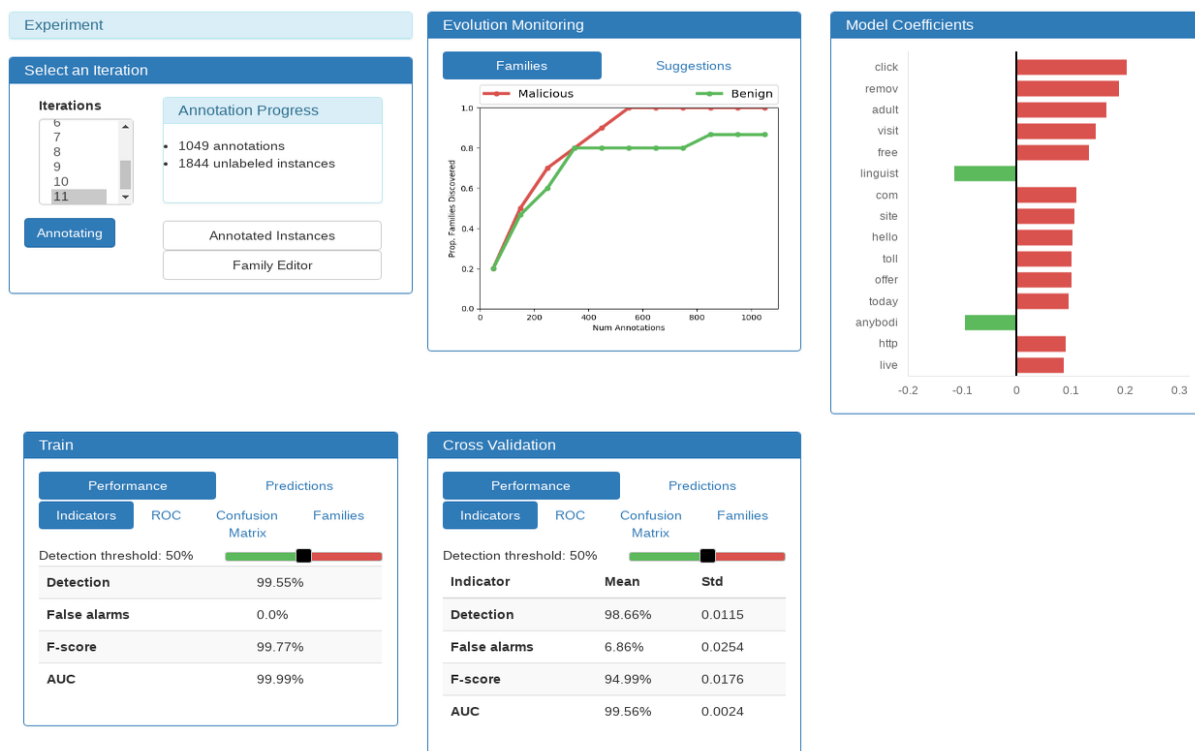 Experiment
Select an Iteration
Iterations
6
7
8
9
10
11
Annotating
Annotation Progress
1049 annotations
1844 unlabeled instances
Annotated Instances
Family Editor
Evolution Monitoring
Families Suggestions
Malicious Benign
1.0
0.8
0.6
0.4
0.2
0.0
Prop. Families Discovered
0 200 400 600 800 1000
Num Annotations
Model Coefficients
click
remov
adult
visit
free
linguist
com
site
hello
toll
offer
today
anybodi
http
live
-0.2 -0.1 0 0.1 0.2 0.3
Train
Performance Predictions
Indicators ROC Confusion Families
Matrix
Detection threshold: 50%
Detection 99.55%
False alarms 0.0%
F-score 99.77%
AUC 99.99%
Cross Validation
Performance Predictions
Indicators ROC Confusion Families
Matrix
Detection threshold: 50%
Indicator Mean Std
Detection 98.66% 0.0115
False alarms 6.86% 0.0254
F-score 94.99% 0.0176
AUC 99.56% 0.0024